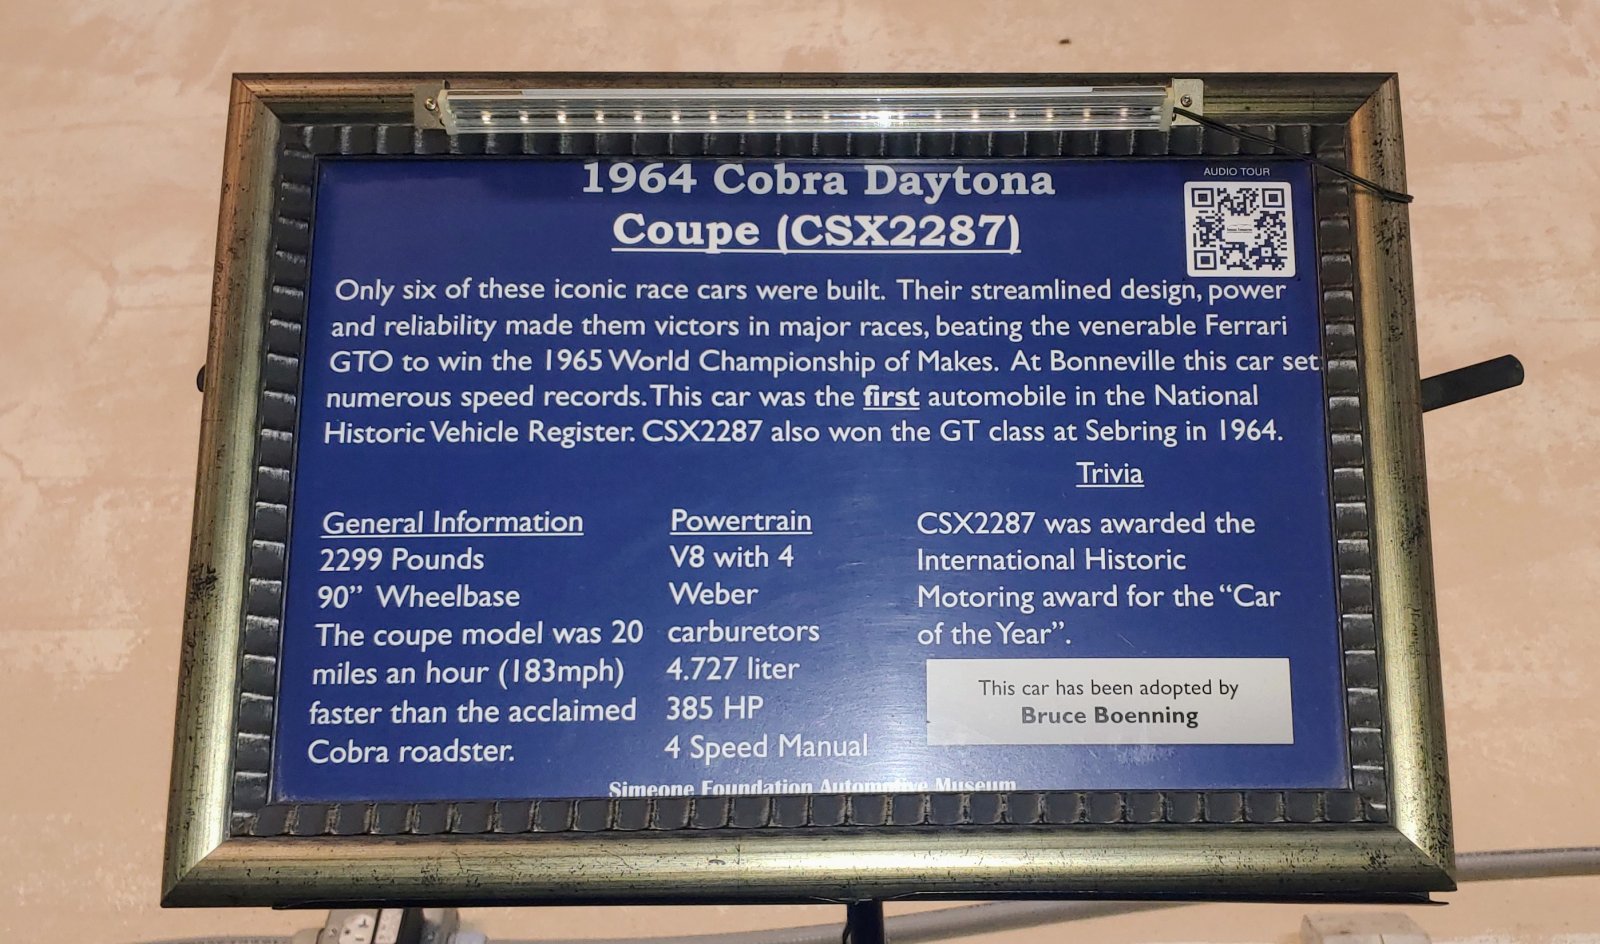 1964 Cobra Daytona
Coupe (CSX2287)
AUDIO TOUR
Only six of these iconic race cars were built. Their streamlined design, power
and reliability made them victors in major races, beating the venerable Ferrari
GTO to win the 1965 World Championship of Makes. At Bonneville this car set
numerous speed records. This car was the first automobile in the National
Historic Vehicle Register. CSX2287 also won the GT class at Sebring in 1964.
General Information
2299 Pounds
90” Wheelbase
The coupe model was 20
miles an hour (183mph)
faster than the acclaimed
Cobra roadster.
Powertrain
V8 with 4
Weber
carburetors
4.727 liter
385 HP
4 Speed Manual
Trivia
CSX2287 was awarded the
International Historic
Motoring award for the “Car
of the Year”.
This car has been adopted by
Bruce Boenning
Simeone Foundation Automotive Museum